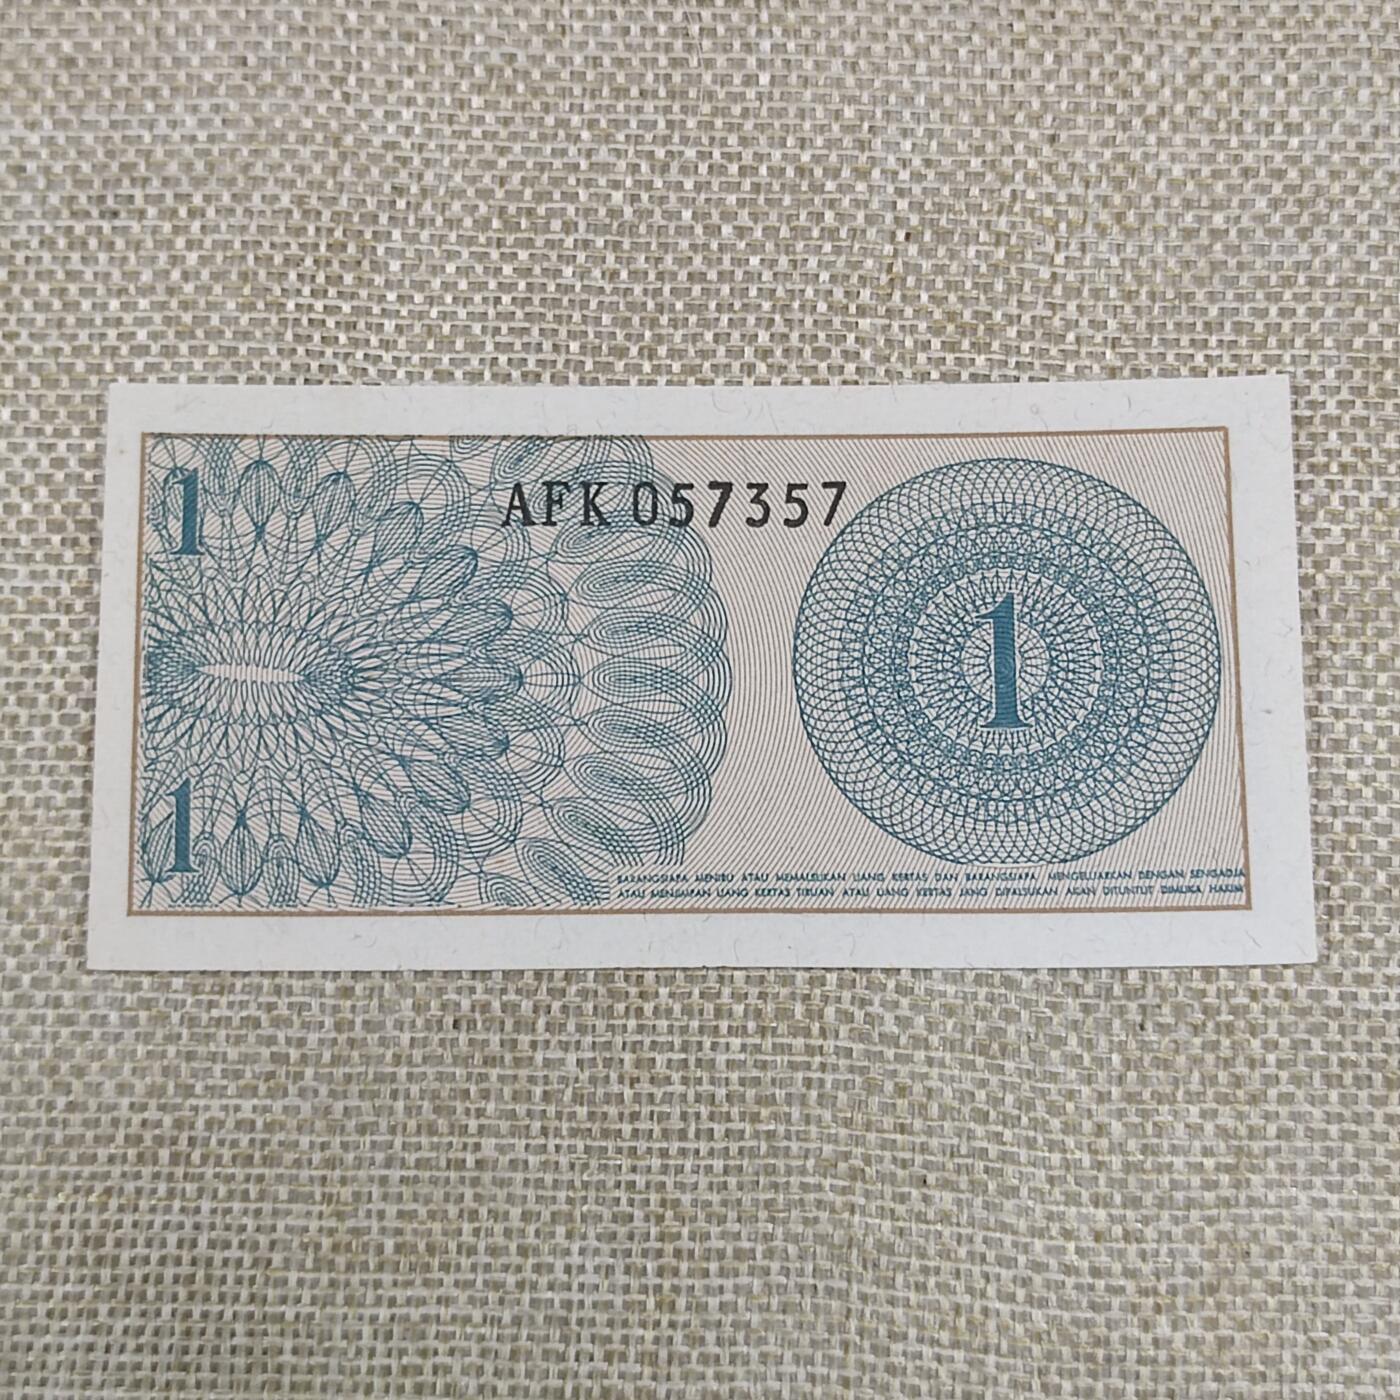 1
AFK 057357
1
1
BARANGSIAPA MENIRU ATAU MEMALSUKAN UANG KERTAS DAN BARANGSIAPA MENGELUARKAN DENGAN SENGADJA
ATAU MENJIMPAN UANG KERTAS TIRUAN ATAU UANG KERTAS JANG DIPALSUKAN AKAN DITUNTUT DIMUKA HAKIM